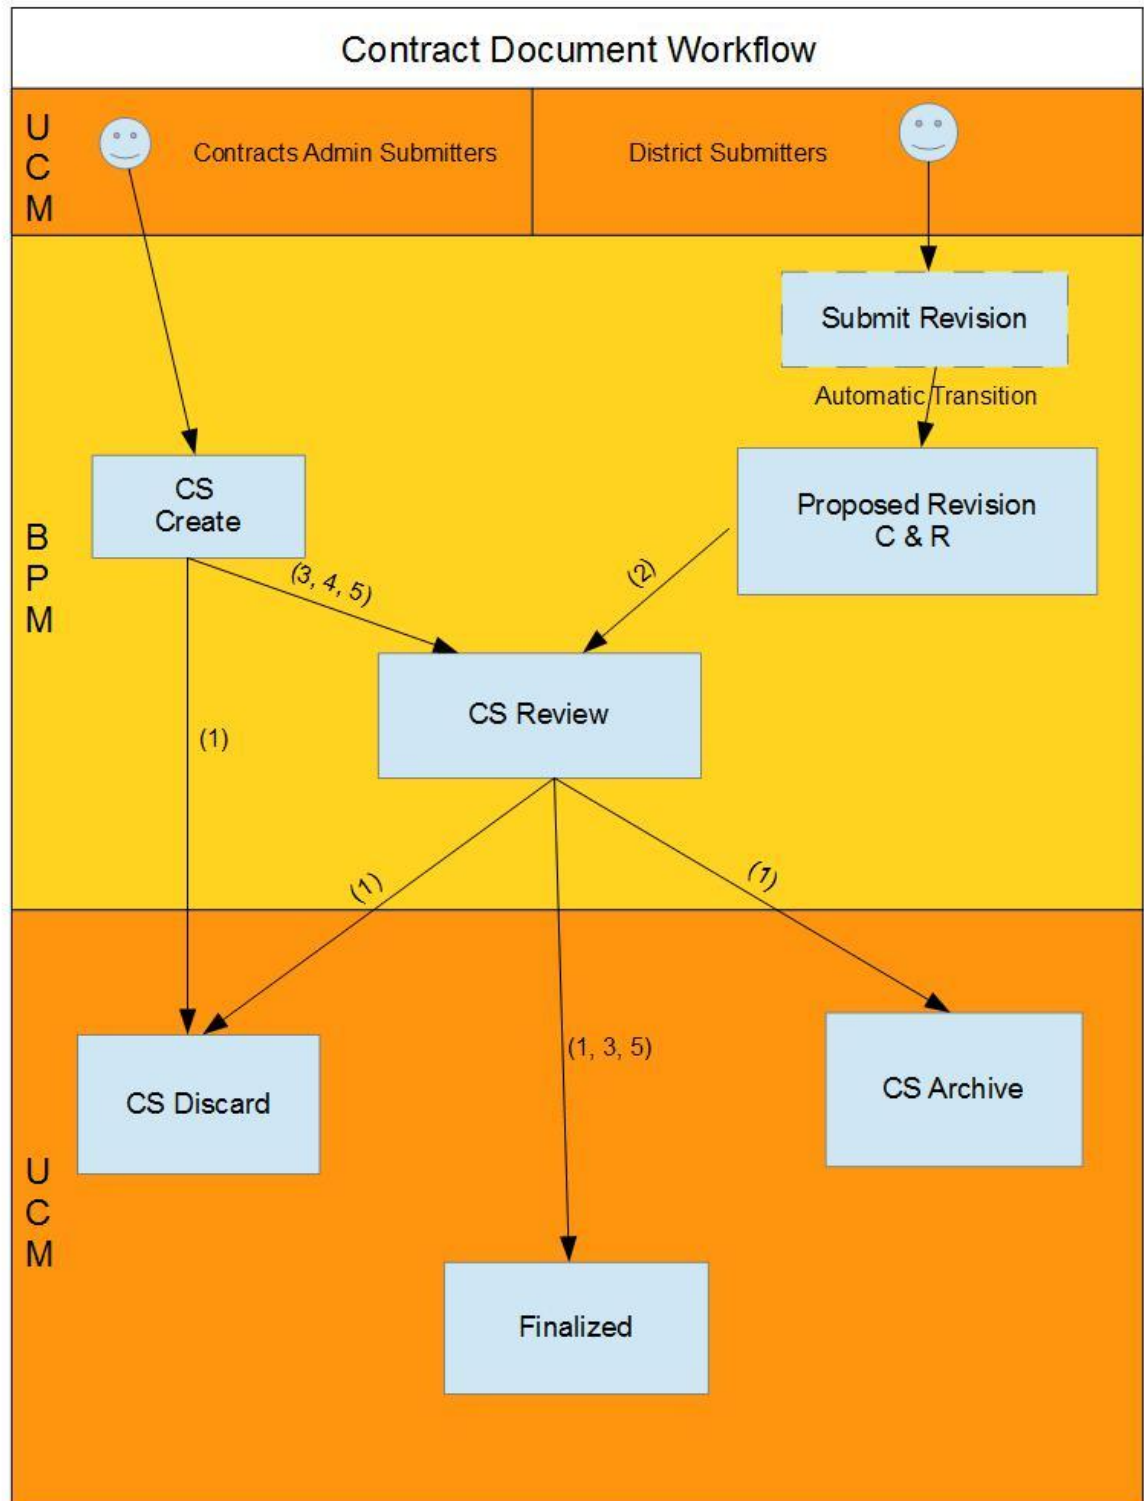 Contract Document Workflow
U
C
M
Contracts Admin Submitters
District Submitters
Submit Revision
Automatic Transition
CS
Create
Proposed Revision
C & R
B
P
M
(3, 4, 5)
(2)
CS Review
(1)
(1)
(1)
(1, 3, 5)
CS Discard
CS Archive
U
C
M
Finalized